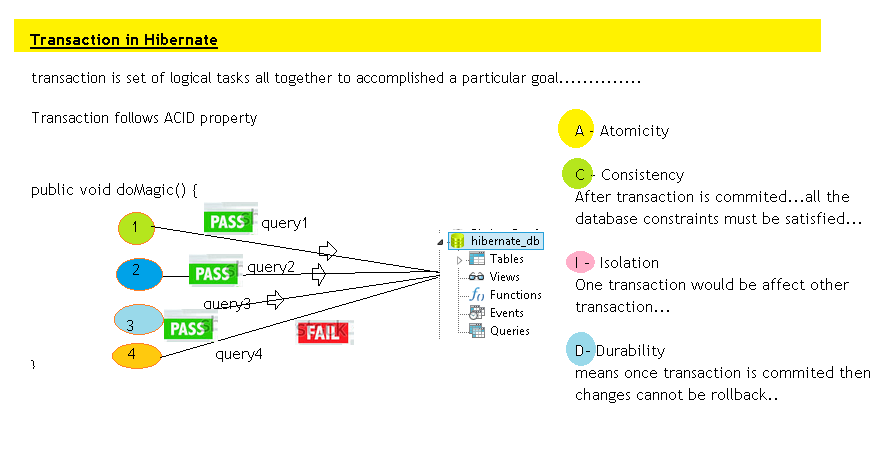 Transaction in Hibernate
transaction is set of logical tasks all together to accomplished a particular goal..............
Transaction follows ACID property
A - Atomicity
C - Consistency
After transaction is commited...all the
database constraints must be satisfied...
I - Isolation
One transaction would be affect other
transaction...
D- Durability
means once transaction is commited then
changes cannot be rollback..
public void doMagic() {
1
PASS
query1
2
PASS
query2
3
PASS
query3
4
FAIL
query4
}
hibernate_db
Tables
Views
Functions
Events
Queries